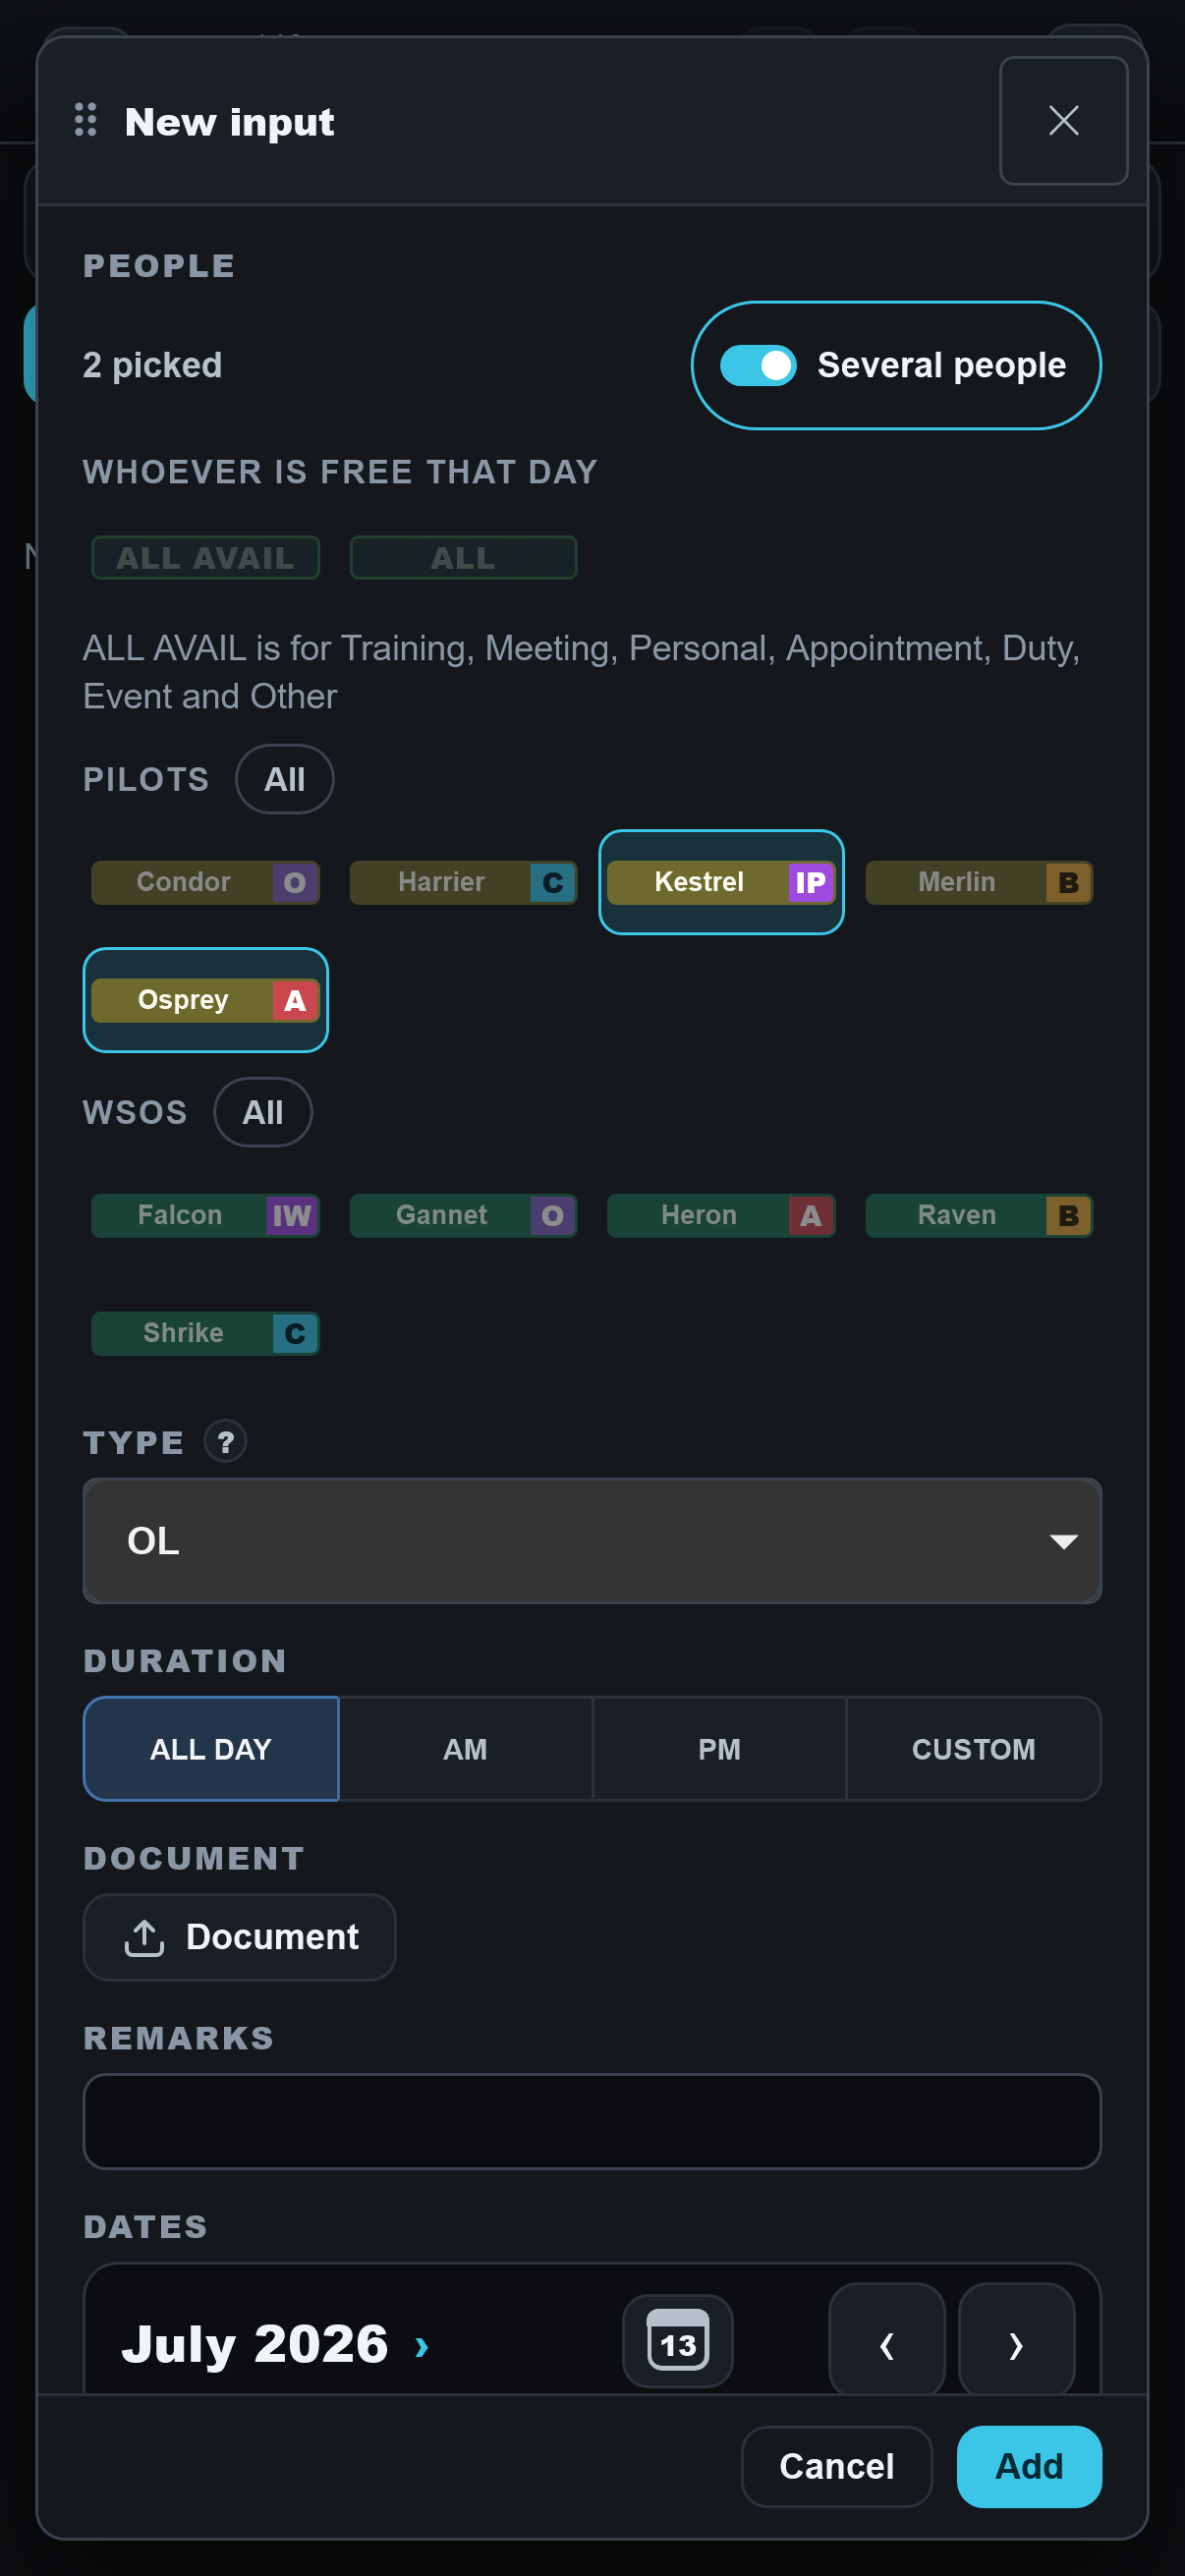 New input
PEOPLE
2 picked
Several people
WHOEVER IS FREE THAT DAY
ALL AVAIL
ALL
ALL AVAIL is for Training, Meeting, Personal, Appointment, Duty,
Event and Other
PILOTS All
Condor O
Harrier C
Kestrel IP
Merlin B
Osprey A
WSOS All
Falcon IW
Gannet O
Heron A
Raven B
Shrike C
TYPE ?
OL
DURATION
ALL DAY
AM
PM
CUSTOM
DOCUMENT
Document
REMARKS
DATES
July 2026 ›
13
‹ ›
Cancel
Add